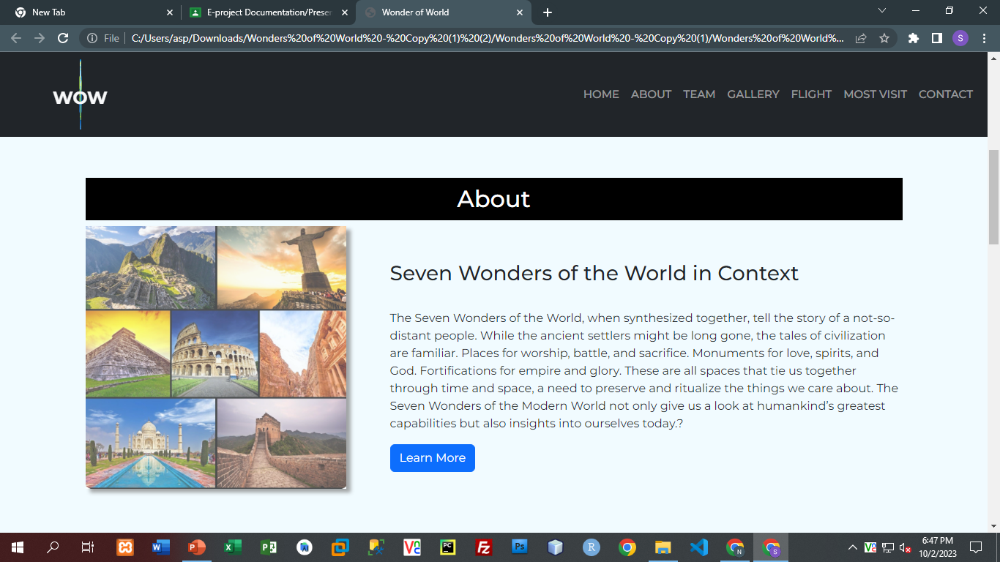 New Tab
E-project Documentation/Presen
Wonder of World
File
C:/Users/asp/Downloads/Wonders%20of%20World%20-%20Copy%20(1)%20(2)/Wonders%20of%20World%20-%20Copy%20(1)/Wonders%20of%20World%...
S
WOW
HOME ABOUT TEAM GALLERY FLIGHT MOST VISIT CONTACT
About
Seven Wonders of the World in Context
The Seven Wonders of the World, when synthesized together, tell the story of a not-so-
distant people. While the ancient settlers might be long gone, the tales of civilization
are familiar. Places for worship, battle, and sacrifice. Monuments for love, spirits, and
God. Fortifications for empire and glory. These are all spaces that tie us together
through time and space, a need to preserve and ritualize the things we care about. The
Seven Wonders of the Modern World not only give us a look at humankind’s greatest
capabilities but also insights into ourselves today.?
Learn More
6:47 PM
10/2/2023